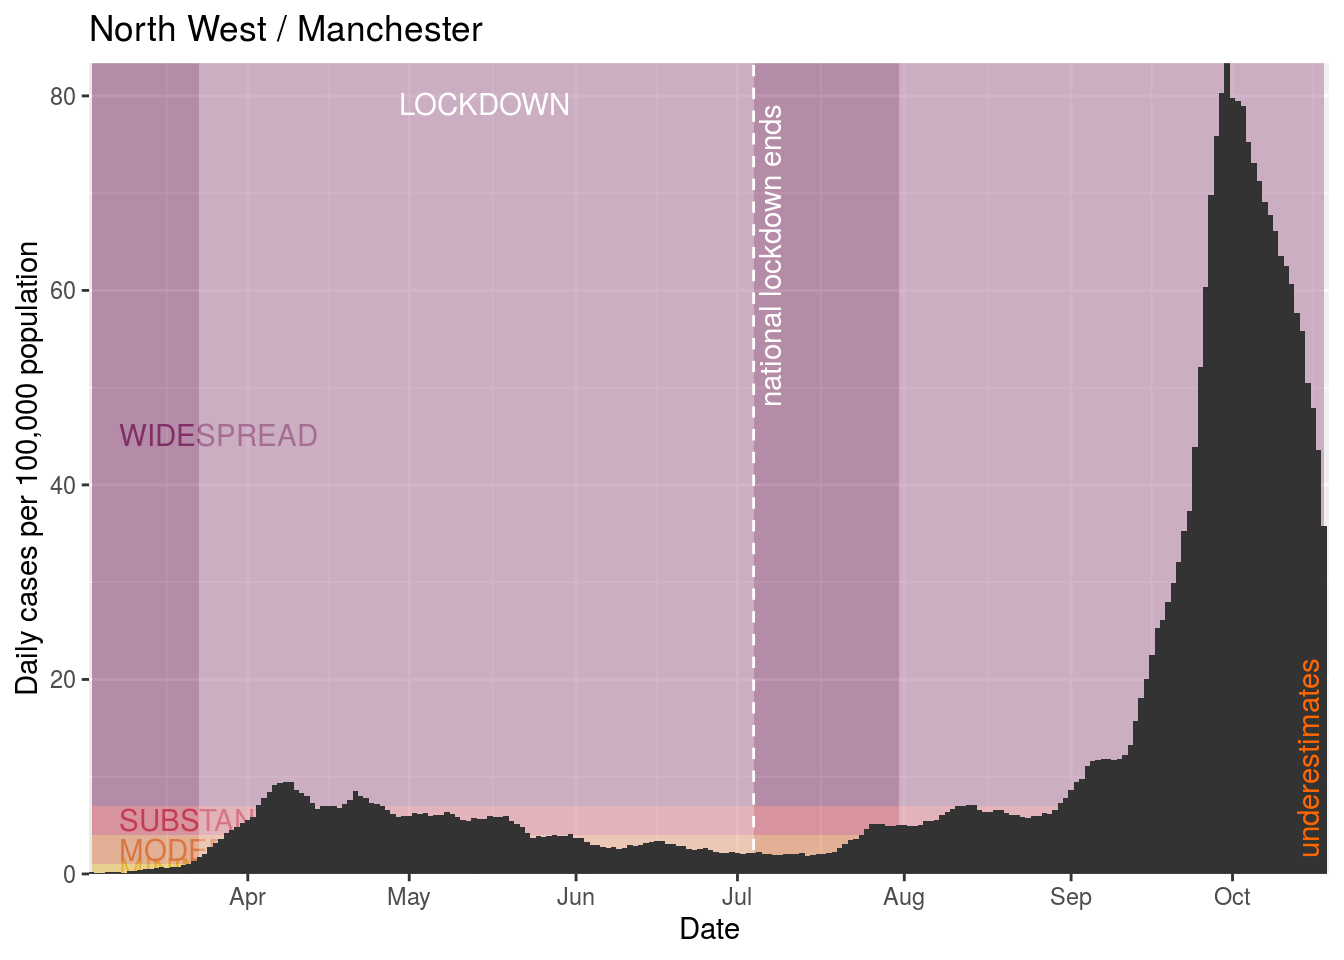 North West / Manchester
Daily cases per 100,000 population
80
60
40
20
0
LOCKDOWN
national lockdown ends
WIDESPREAD
SUBSTAN
underestimates
Apr
May
Jun
Jul
Aug
Sep
Oct
Date